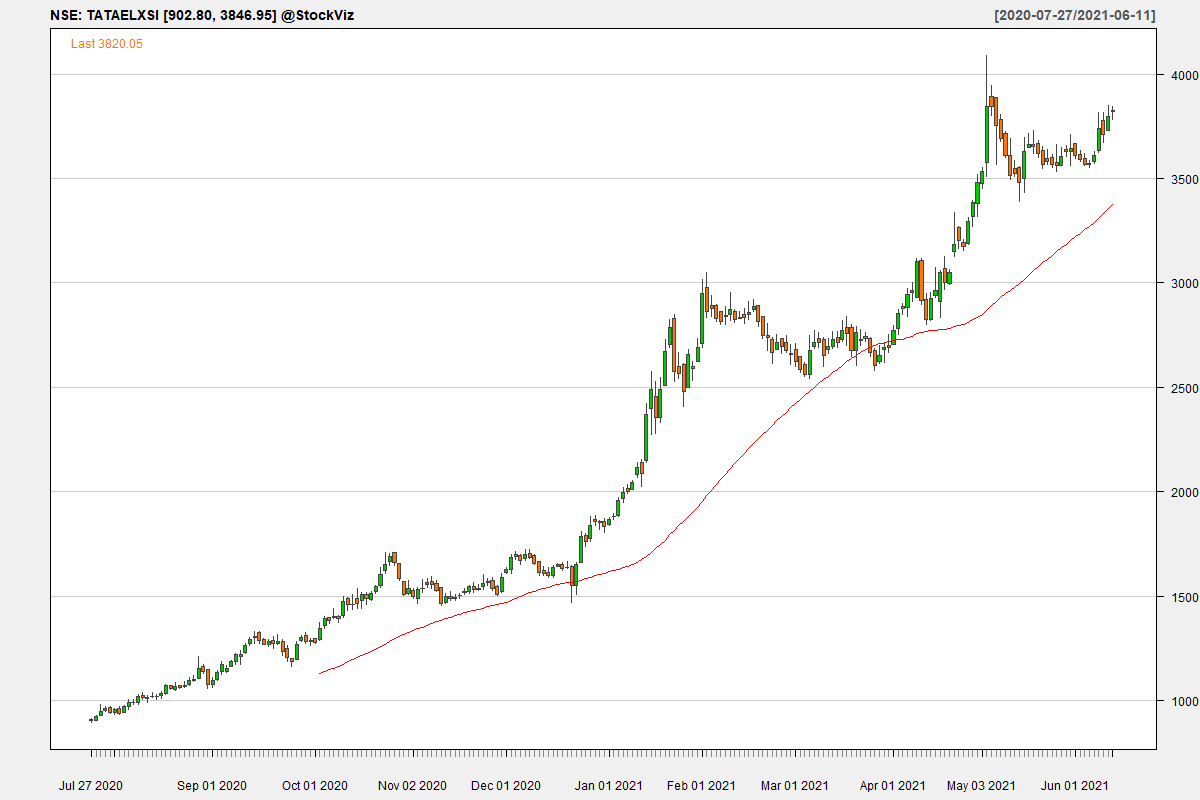 NSE: TATAELXSI [902.80, 3846.95] @StockViz [2020-07-27/2021-06-11]
Last 3820.05
4000
3500
3000
2500
2000
1500
1000
Jul 27 2020 Sep 01 2020 Oct 01 2020 Nov 02 2020 Dec 01 2020 Jan 01 2021 Feb 01 2021 Mar 01 2021 Apr 01 2021 May 03 2021 Jun 01 2021